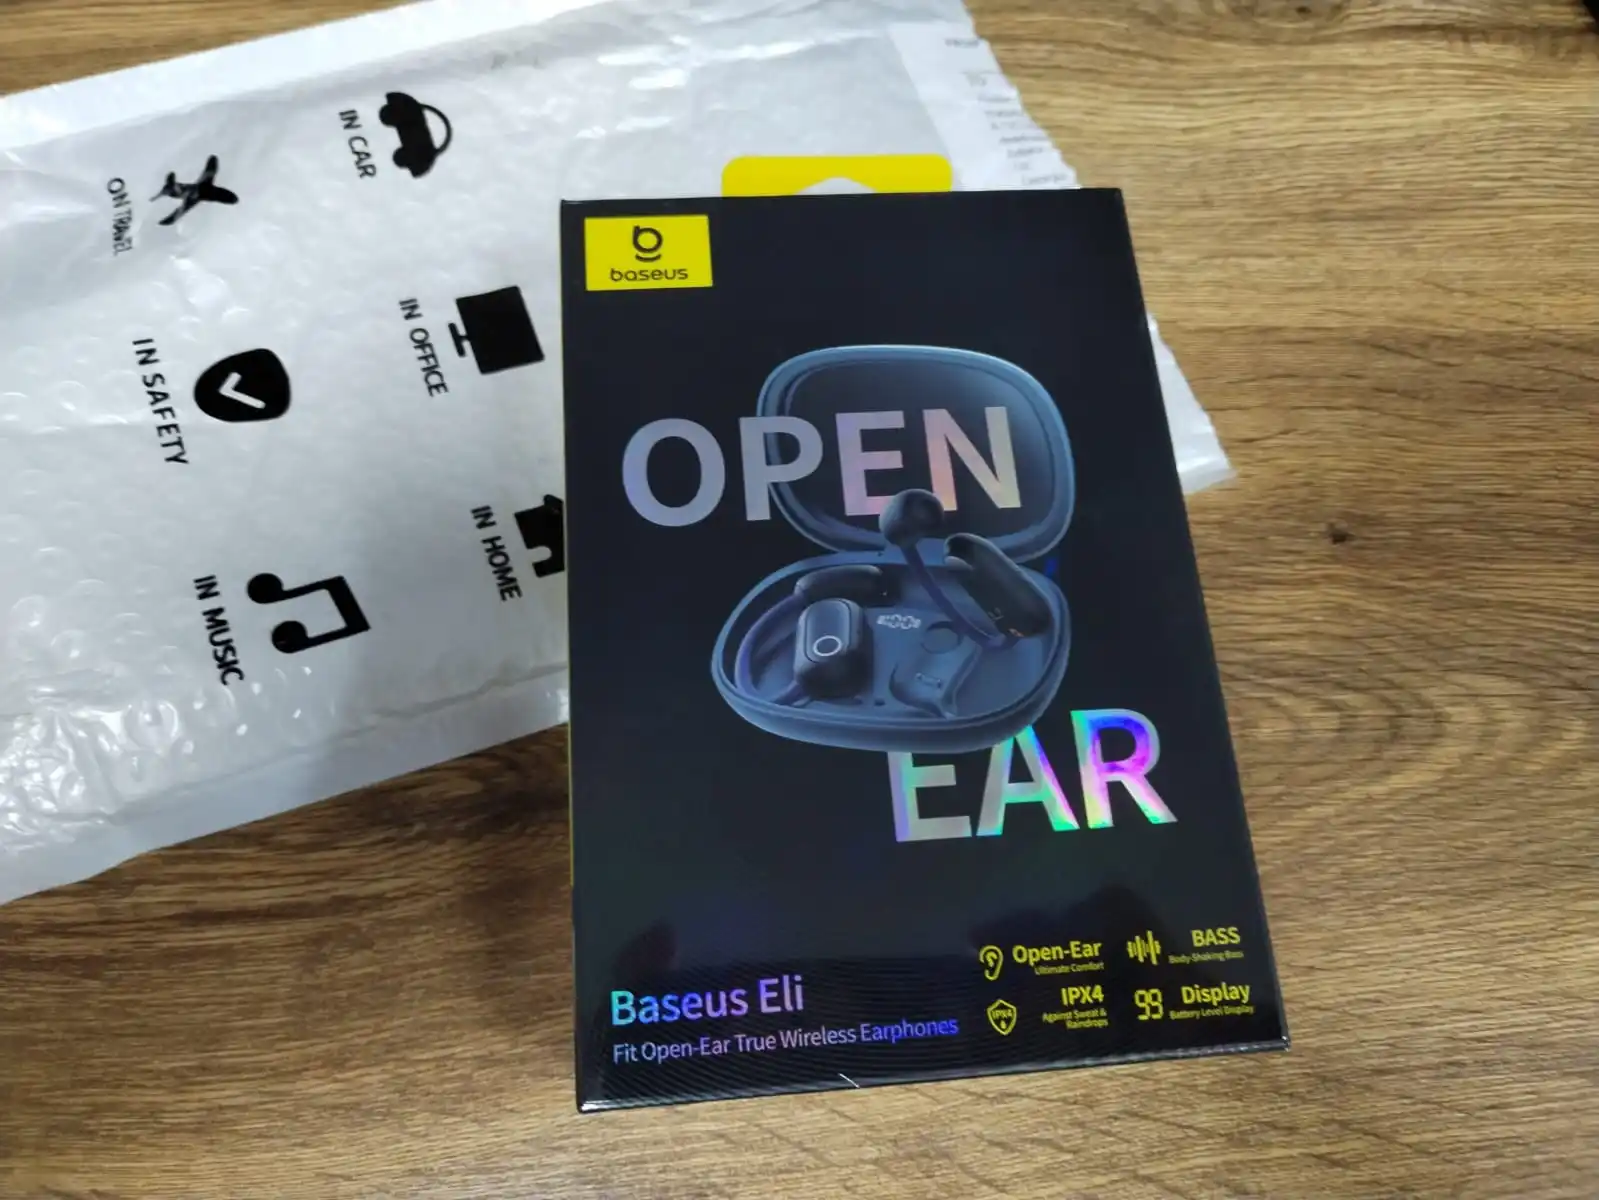 IN CAR
ON TRAVEL
IN OFFICE
IN SAFETY
IN HOME
IN MUSIC
baseus
OPEN
EAR
Baseus Eli
Fit Open-Ear True Wireless Earphones
Open-Ear
Ultimate Comfort
BASS
Body-Shaking Bass
IPX4
IPX4
Against Sweat &
Raindrops
99
Display
Battery Level Display